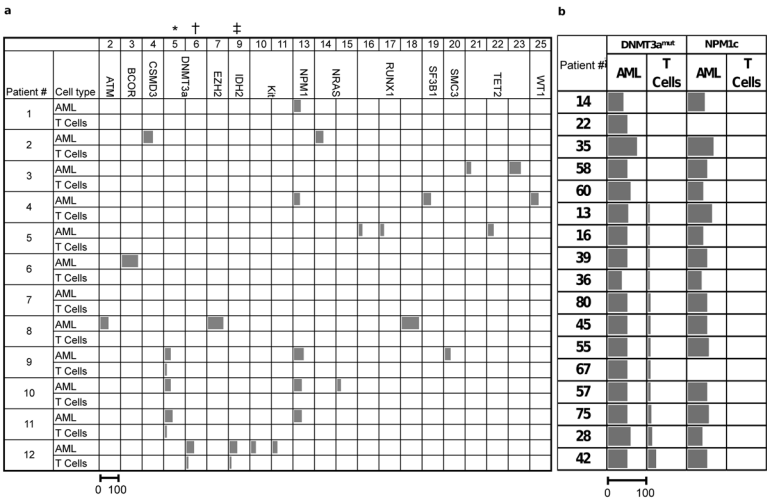 a
* † ‡
2 3 4 5 6 7 9 10 11 13 14 15 16 17 18 19 20 21 22 23 25
Patient # Cell type ATM BCOR CSMD3 DNMT3a EZH2 IDH2 Kit NPM1 NRAS RUNX1 SF3B1 SMC3 TET2 WT1
1 AML
T Cells
2 AML
T Cells
3 AML
T Cells
4 AML
T Cells
5 AML
T Cells
6 AML
T Cells
7 AML
T Cells
8 AML
T Cells
9 AML
T Cells
10 AML
T Cells
11 AML
T Cells
12 AML
T Cells
0 100
b
DNMT3aᵐᵘᵗ NPM1c
Patient #
AML T Cells AML T Cells
14
22
35
58
60
13
16
39
36
80
45
55
67
57
75
28
42
0 100